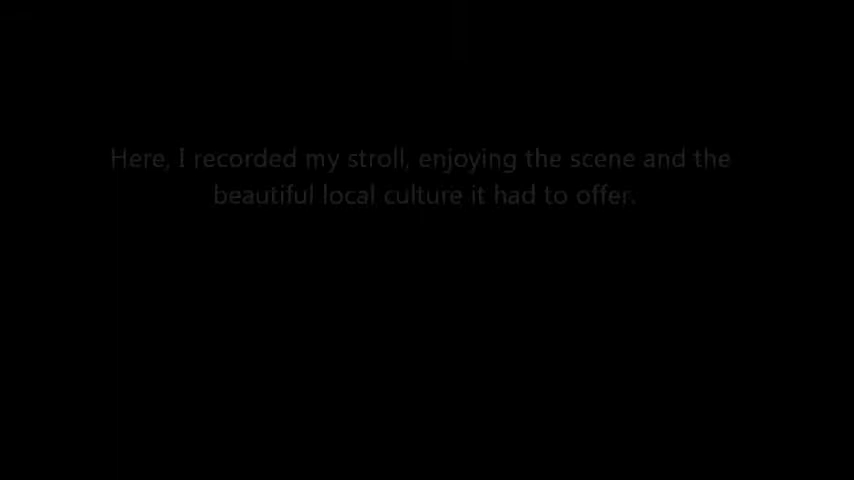 Here, I recorded my stroll, enjoying the scene and the
beautiful local culture it had to offer.